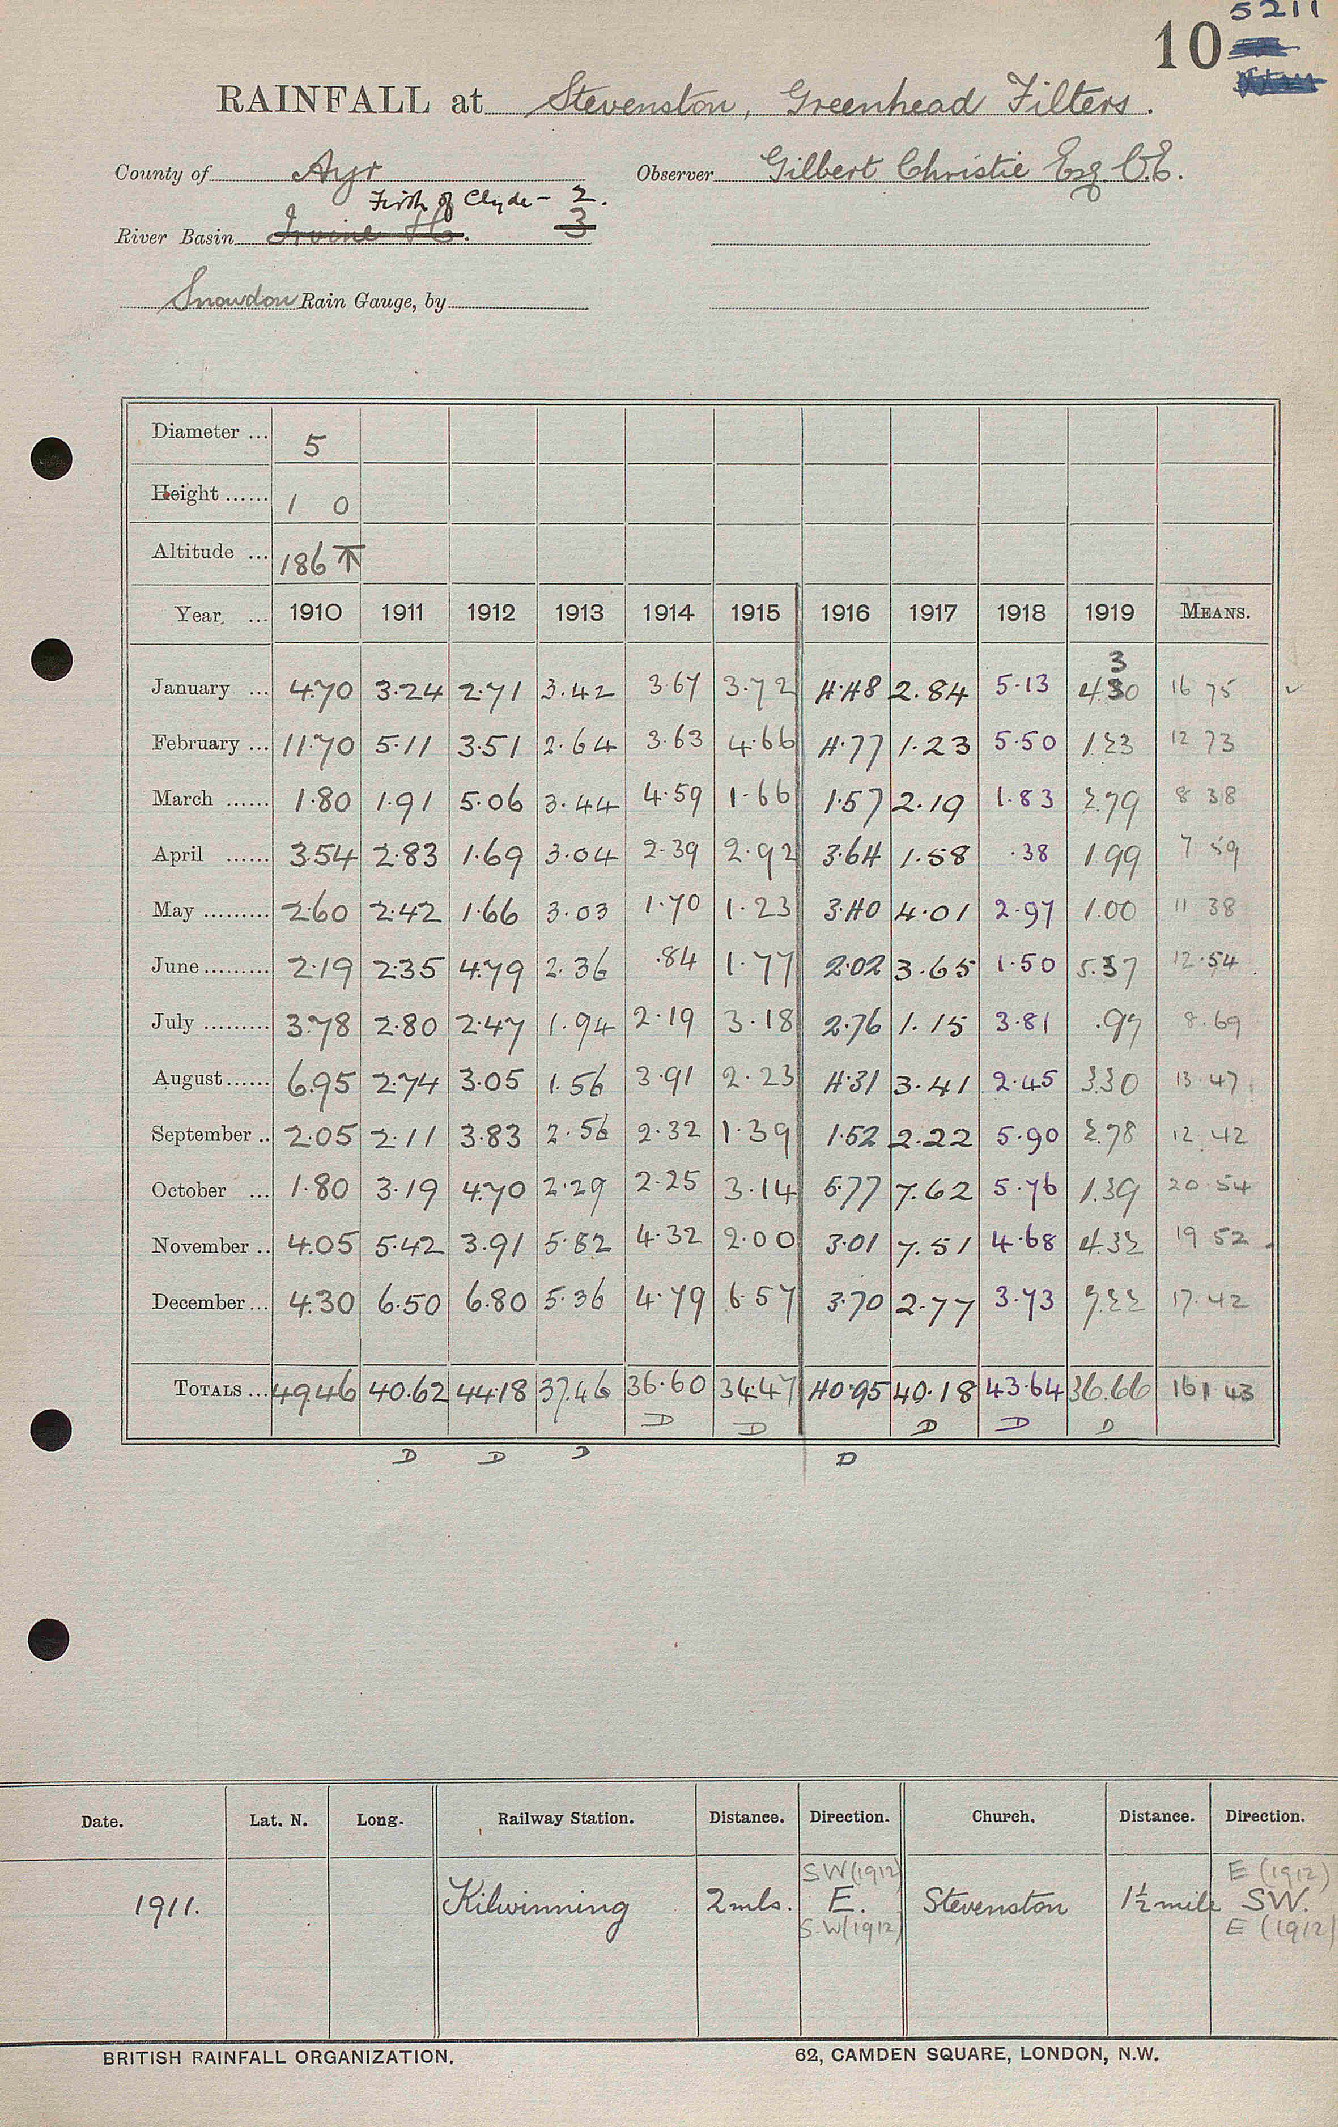 5211
10
RAINFALL at Stevenston, Greenhead Filters.
County of Ayr Observer Gilbert Christie Esq C.E.
Firth of Clyde - 2.
River Basin Irvine &c. 3
Snowdon Rain Gauge, by
Diameter ... 5
Height ...... 1 0
Altitude ... 186 ↑
Year ... 1910 1911 1912 1913 1914 1915 1916 1917 1918 1919 MEANS.
3
January ... 4.70 3.24 2.71 3.42 3.67 3.72 4.48 2.84 5.13 4.30 16 75
February ... 11.70 5.11 3.51 2.64 3.63 4.66 4.77 1.23 5.50 1.23 12 73
March ...... 1.80 1.91 5.06 3.44 4.59 1.66 1.57 2.19 1.83 2.79 8 38
April ...... 3.54 2.83 1.69 3.04 2.39 2.92 3.64 1.58 .38 1.99 7 59
May ......... 2.60 2.42 1.66 3.03 1.70 1.23 3.40 4.01 2.97 1.00 11 38
June ......... 2.19 2.35 4.79 2.36 .84 1.77 2.02 3.65 1.50 5.37 12.54
July ......... 3.78 2.80 2.47 1.94 2.19 3.18 2.76 1.15 3.81 .97 8.69
August ...... 6.95 2.74 3.05 1.56 3.91 2.23 4.31 3.41 2.45 3.30 13.47
September .. 2.05 2.11 3.83 2.56 2.32 1.39 1.52 2.22 5.90 2.78 12.42
October ... 1.80 3.19 4.70 2.29 2.25 3.14 5.77 7.62 5.76 1.39 20.54
November .. 4.05 5.42 3.91 5.82 4.32 2.00 3.01 7.51 4.68 4.32 19 52
December ... 4.30 6.50 6.80 5.36 4.79 6.57 3.70 2.77 3.73 7.22 17.42
TOTALS ... 49.46 40.62 44.18 37.46 36.60 34.47 40.95 40.18 43.64 36.66 161 43
D D D D D
D D D D
Date. Lat. N. Long. Railway Station. Distance. Direction. Church. Distance. Direction.
SW (1912) E (1912)
1911. Kilwinning 2 mls. E. Stevenston 1½ mile SW.
S.W (1912) E (1912)
BRITISH RAINFALL ORGANIZATION. 62, CAMDEN SQUARE, LONDON, N.W.